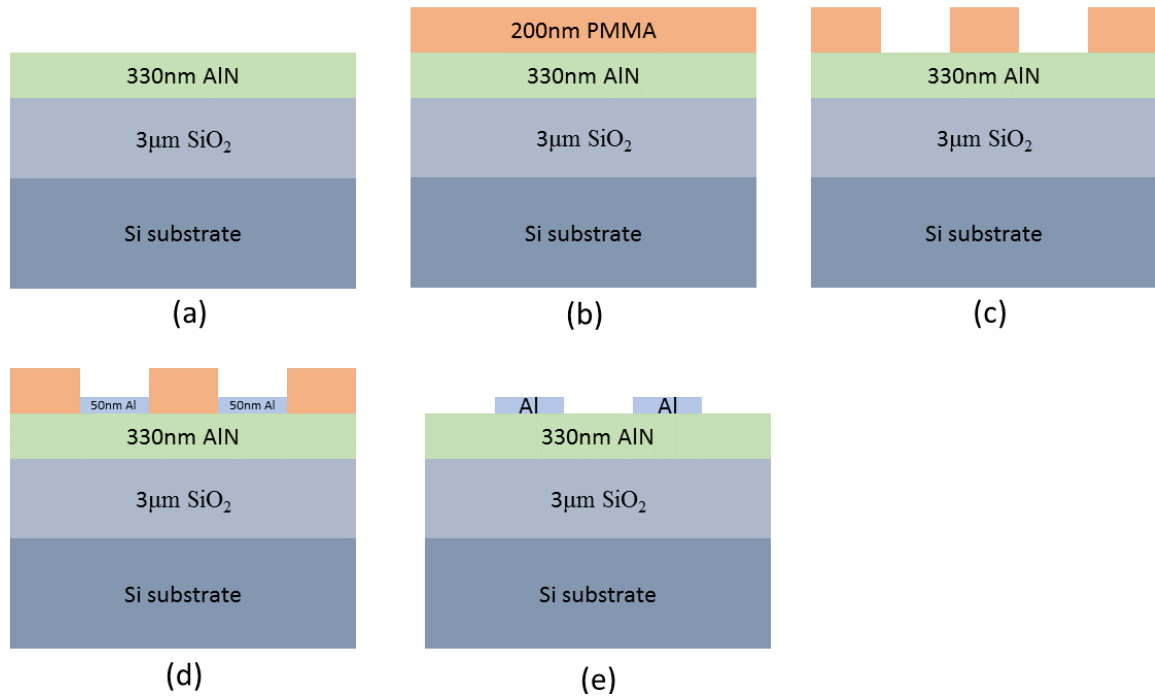 330nm AlN
3μm SiO₂
Si substrate
(a)
200nm PMMA
330nm AlN
3μm SiO₂
Si substrate
(b)
330nm AlN
3μm SiO₂
Si substrate
(c)
50nm Al
50nm Al
330nm AlN
3μm SiO₂
Si substrate
(d)
Al
Al
330nm AlN
3μm SiO₂
Si substrate
(e)